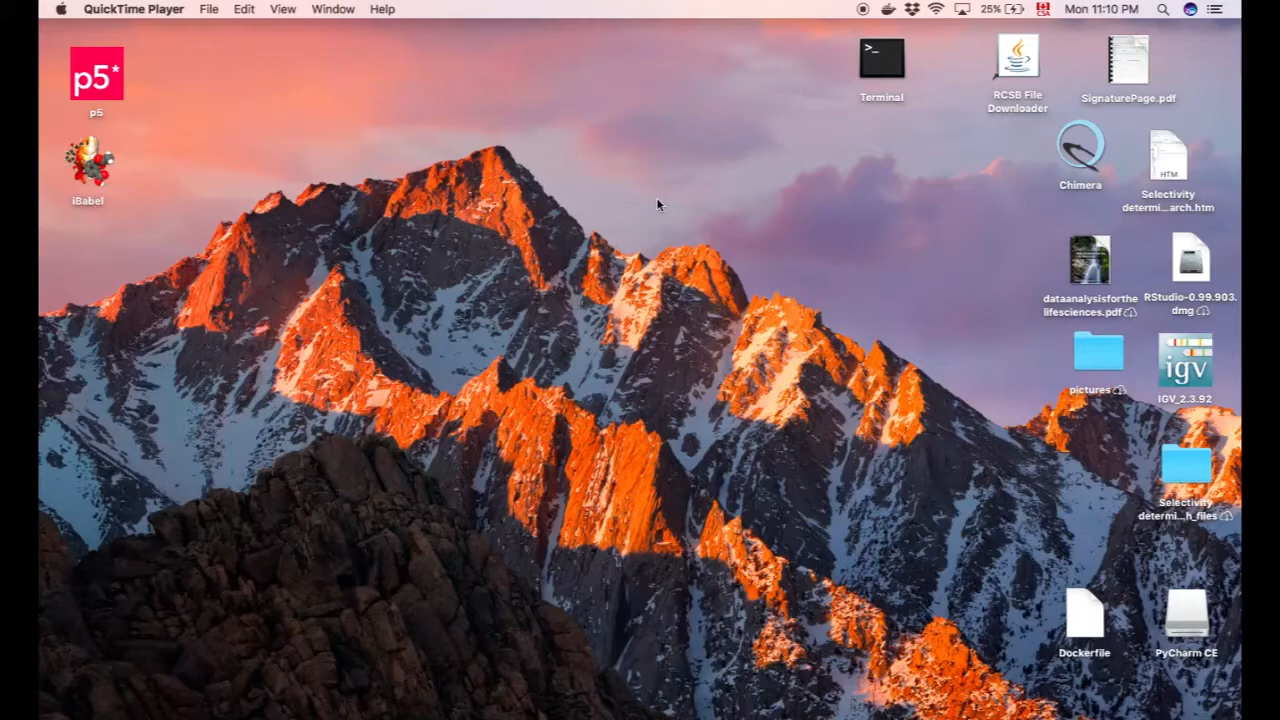 QuickTime Player File Edit View Window Help 25% CSA Mon 11:10 PM
p5*
p5
iBabel
>_
Terminal
RCSB File
Downloader
SignaturePage.pdf
Chimera
HTM
Selectivity
determi...arch.htm
dataanalysisforthe
lifesciences.pdf
RStudio-0.99.903.
dmg
pictures
igv
IGV_2.3.92
Selectivity
determi...h_files
Dockerfile
PyCharm CE